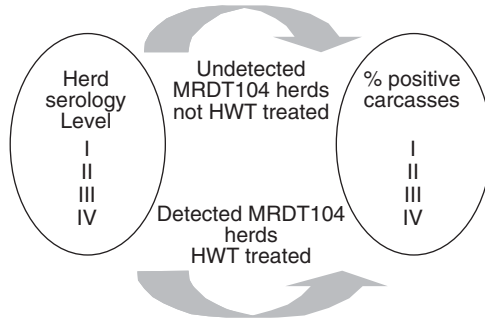 Herd
serology
Level
I
II
III
IV
Undetected
MRDT104 herds
not HWT treated
Detected MRDT104
herds
HWT treated
% positive
carcasses
I
II
III
IV